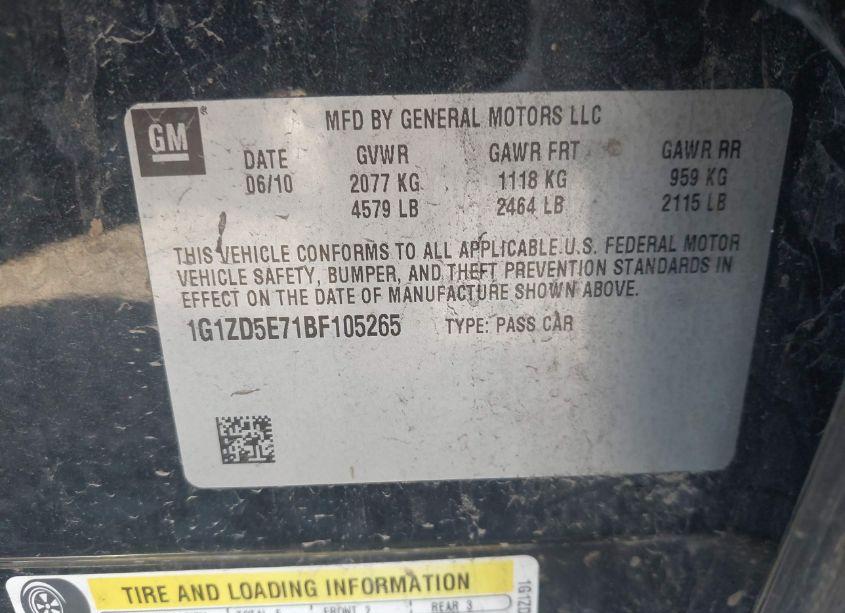 GM
MFD BY GENERAL MOTORS LLC
DATE GVWR GAWR FRT GAWR RR
06/10 2077 KG 1118 KG 959 KG
4579 LB 2464 LB 2115 LB
THIS VEHICLE CONFORMS TO ALL APPLICABLE U.S. FEDERAL MOTOR
VEHICLE SAFETY, BUMPER, AND THEFT PREVENTION STANDARDS IN
EFFECT ON THE DATE OF MANUFACTURE SHOWN ABOVE.
1G1ZD5E71BF105265 TYPE: PASS CAR
TIRE AND LOADING INFORMATION
FRONT 2 REAR 3
1G1ZD